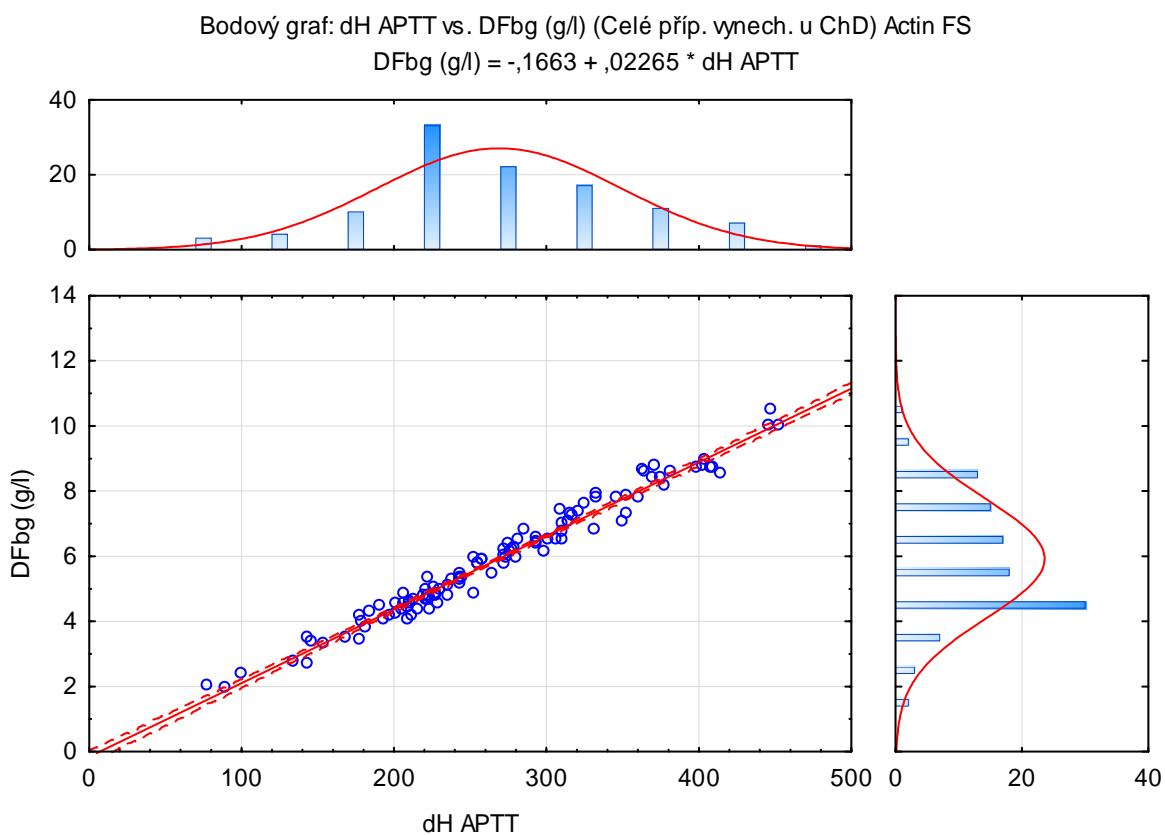 Bodový graf: dH APTT vs. DFbg (g/l) (Celé příp. vynech. u ChD) Actin FS
DFbg (g/l) = -,1663 + ,02265 * dH APTT
40
20
0
14
12
10
8
6
4
2
0
DFbg (g/l)
0 100 200 300 400 500
dH APTT
0 20 40